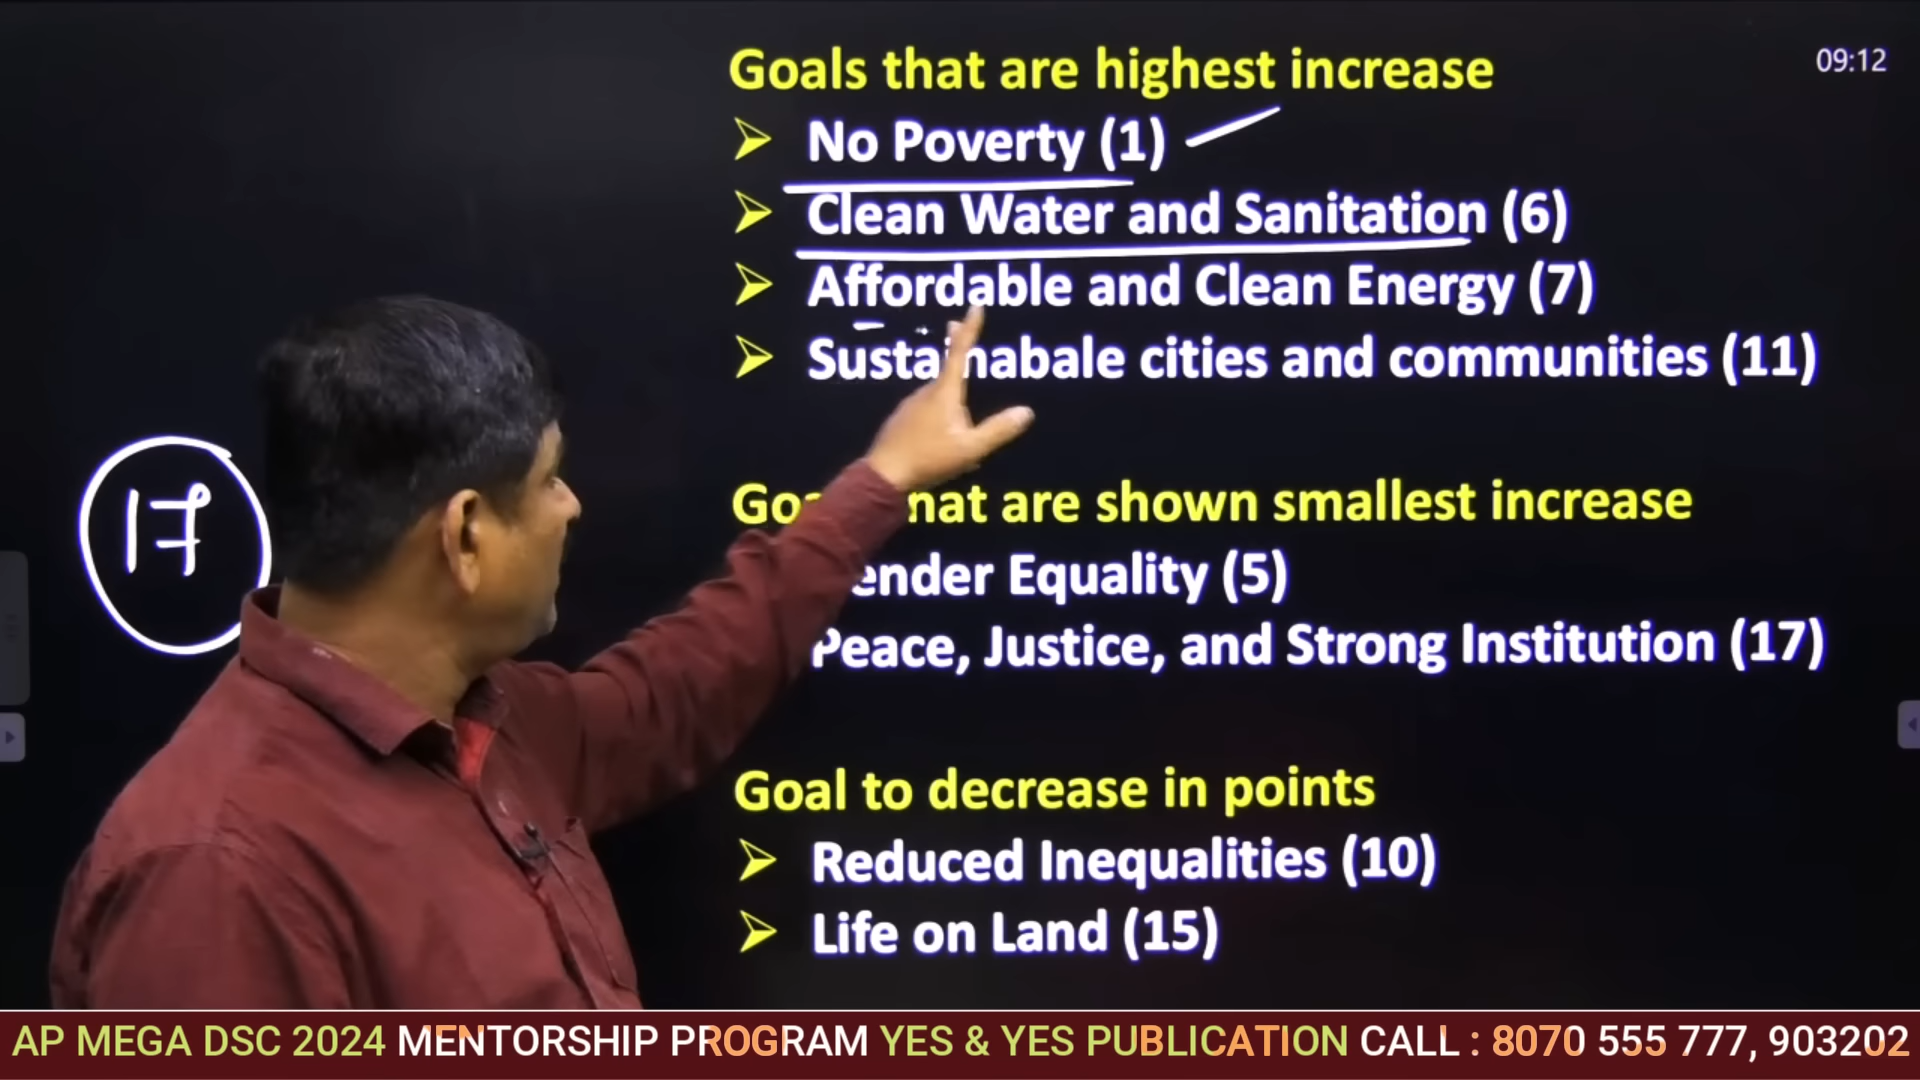 Goals that are highest increase
09:12
➤ No Poverty (1)
➤ Clean Water and Sanitation (6)
➤ Affordable and Clean Energy (7)
➤ Sustainabale cities and communities (11)
17
that are shown smallest increase
ender Equality (5)
Peace, Justice, and Strong Institution (17)
Goal to decrease in points
➤ Reduced Inequalities (10)
➤ Life on Land (15)
AP MEGA DSC 2024 MENTORSHIP PROGRAM YES & YES PUBLICATION CALL : 8070 555 777, 903202